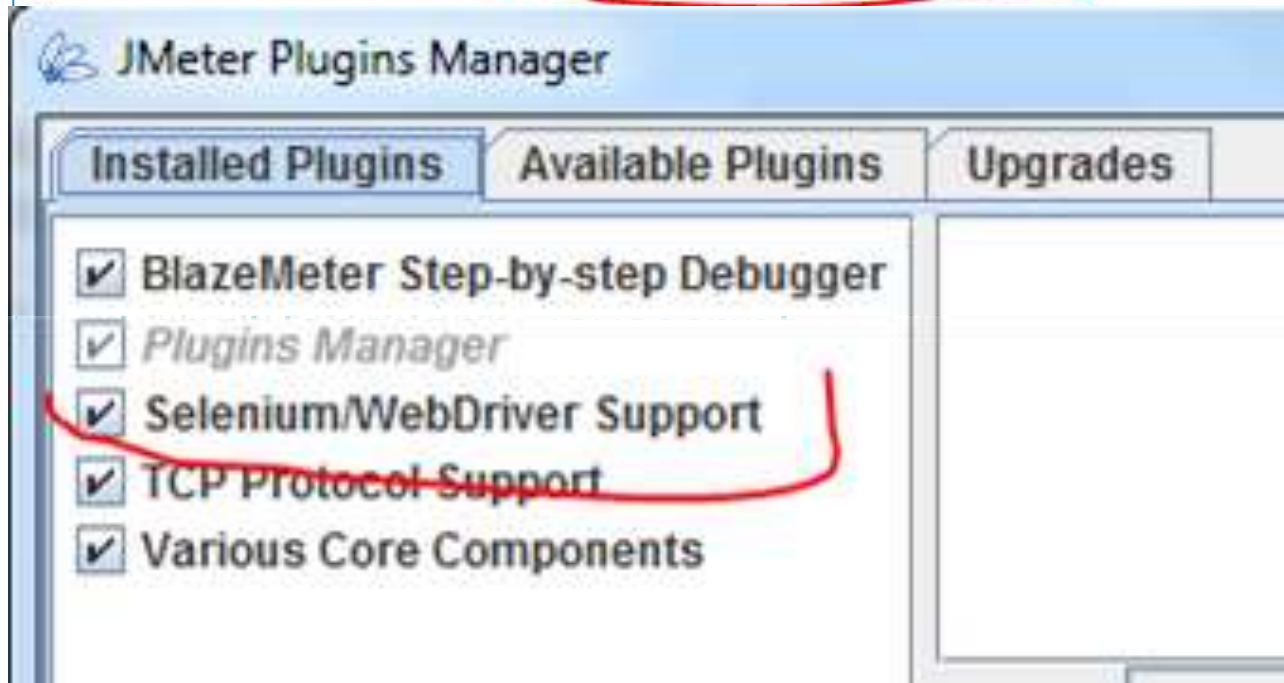 JMeter Plugins Manager
Installed Plugins Available Plugins Upgrades
BlazeMeter Step-by-step Debugger
Plugins Manager
Selenium/WebDriver Support
TCP Protocol Support
Various Core Components